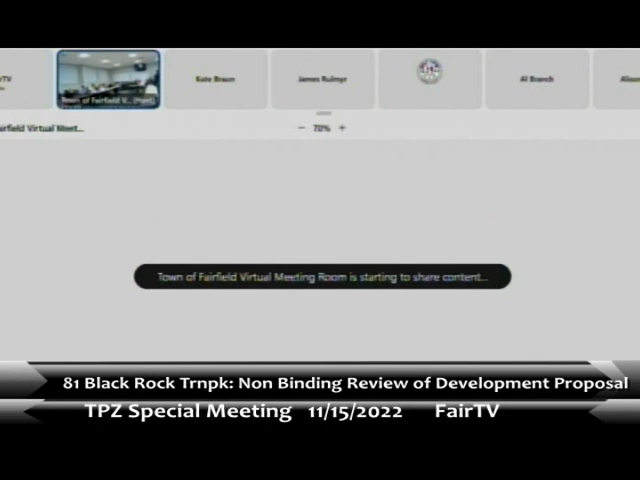 TV
Town of Fairfield V... (Host)
Kate Braun
James Rulmyr
Al Branch
Alison
airfield Virtual Meet...
— 70% +
Town of Fairfield Virtual Meeting Room is starting to share content...
81 Black Rock Trnpk: Non Binding Review of Development Proposal
TPZ Special Meeting 11/15/2022 FairTV